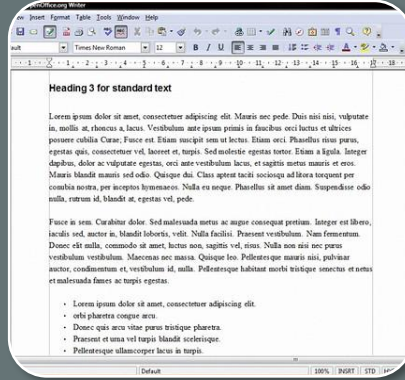 OpenOffice.org Writer
Insert Format Table Tools Window Help
Times New Roman 12
Heading 3 for standard text
Lorem ipsum dolor sit amet, consectetuer adipiscing elit. Mauris nec pede. Duis nisi nisi, vulputate
in, mollis at, rhoncus a, lacus. Vestibulum ante ipsum primis in faucibus orci luctus et ultrices
posuere cubilia Curae; Fusce est. Etiam suscipit sem ut lectus. Etiam orci. Phasellus risus purus,
egestas quis, consectetuer vel, laoreet et, turpis. Sed molestie egestas tortor. Etiam a ligula. Integer
dapibus, dolor ac vulputate egestas, orci ante vestibulum lacus, et sagittis metus mauris et eros.
Mauris blandit mauris sed odio. Quisque dui. Class aptent taciti sociosqu ad litora torquent per
conubia nostra, per inceptos hymenaeos. Nulla eu neque. Phasellus sit amet diam. Suspendisse odio
nulla, rutrum id, blandit at, egestas vel, pede.
Fusce in sem. Curabitur dolor. Sed malesuada metus ac augue consequat pretium. Integer est libero,
iaculis sed, auctor in, blandit lobortis, velit. Nulla facilisi. Praesent vestibulum. Nam fermentum.
Donec elit nulla, commodo sit amet, luctus non, sagittis vel, risus. Nulla non nisi nec purus
vestibulum vestibulum. Maecenas nec massa. Quisque leo. Pellentesque mauris nisi, pulvinar
auctor, condimentum et, vestibulum id, nulla. Pellentesque habitant morbi tristique senectus et netus
et malesuada fames ac turpis egestas.
• Lorem ipsum dolor sit amet, consectetuer adipiscing elit.
• orbi pharetra congue arcu.
• Donec quis arcu vitae purus tristique pharetra.
• Praesent et urna vel turpis blandit scelerisque.
• Pellentesque ullamcorper lacus in turpis.
Default 100% INSRT STD